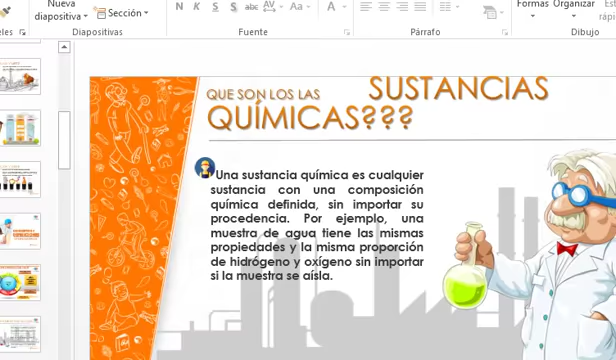 Nueva
diapositiva
Sección
N K S S abc AV Aa A
Formas Organizar
Diapositivas
Fuente
Párrafo
Dibujo
QUE SON LOS LAS SUSTANCIAS
QUÍMICAS???
Una sustancia química es cualquier
sustancia con una composición
química definida, sin importar su
procedencia. Por ejemplo, una
muestra de agua tiene las mismas
propiedades y la misma proporción
de hidrógeno y oxígeno sin importar
si la muestra se aísla.